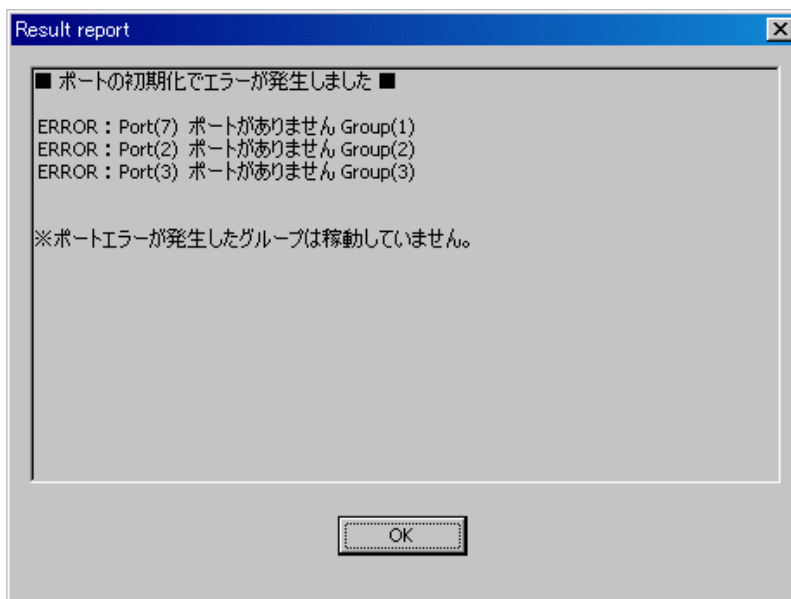 Result report
■ ポートの初期化でエラーが発生しました ■
ERROR：Port(7) ポートがありません Group(1)
ERROR：Port(2) ポートがありません Group(2)
ERROR：Port(3) ポートがありません Group(3)
※ポートエラーが発生したグループは稼動していません。
OK